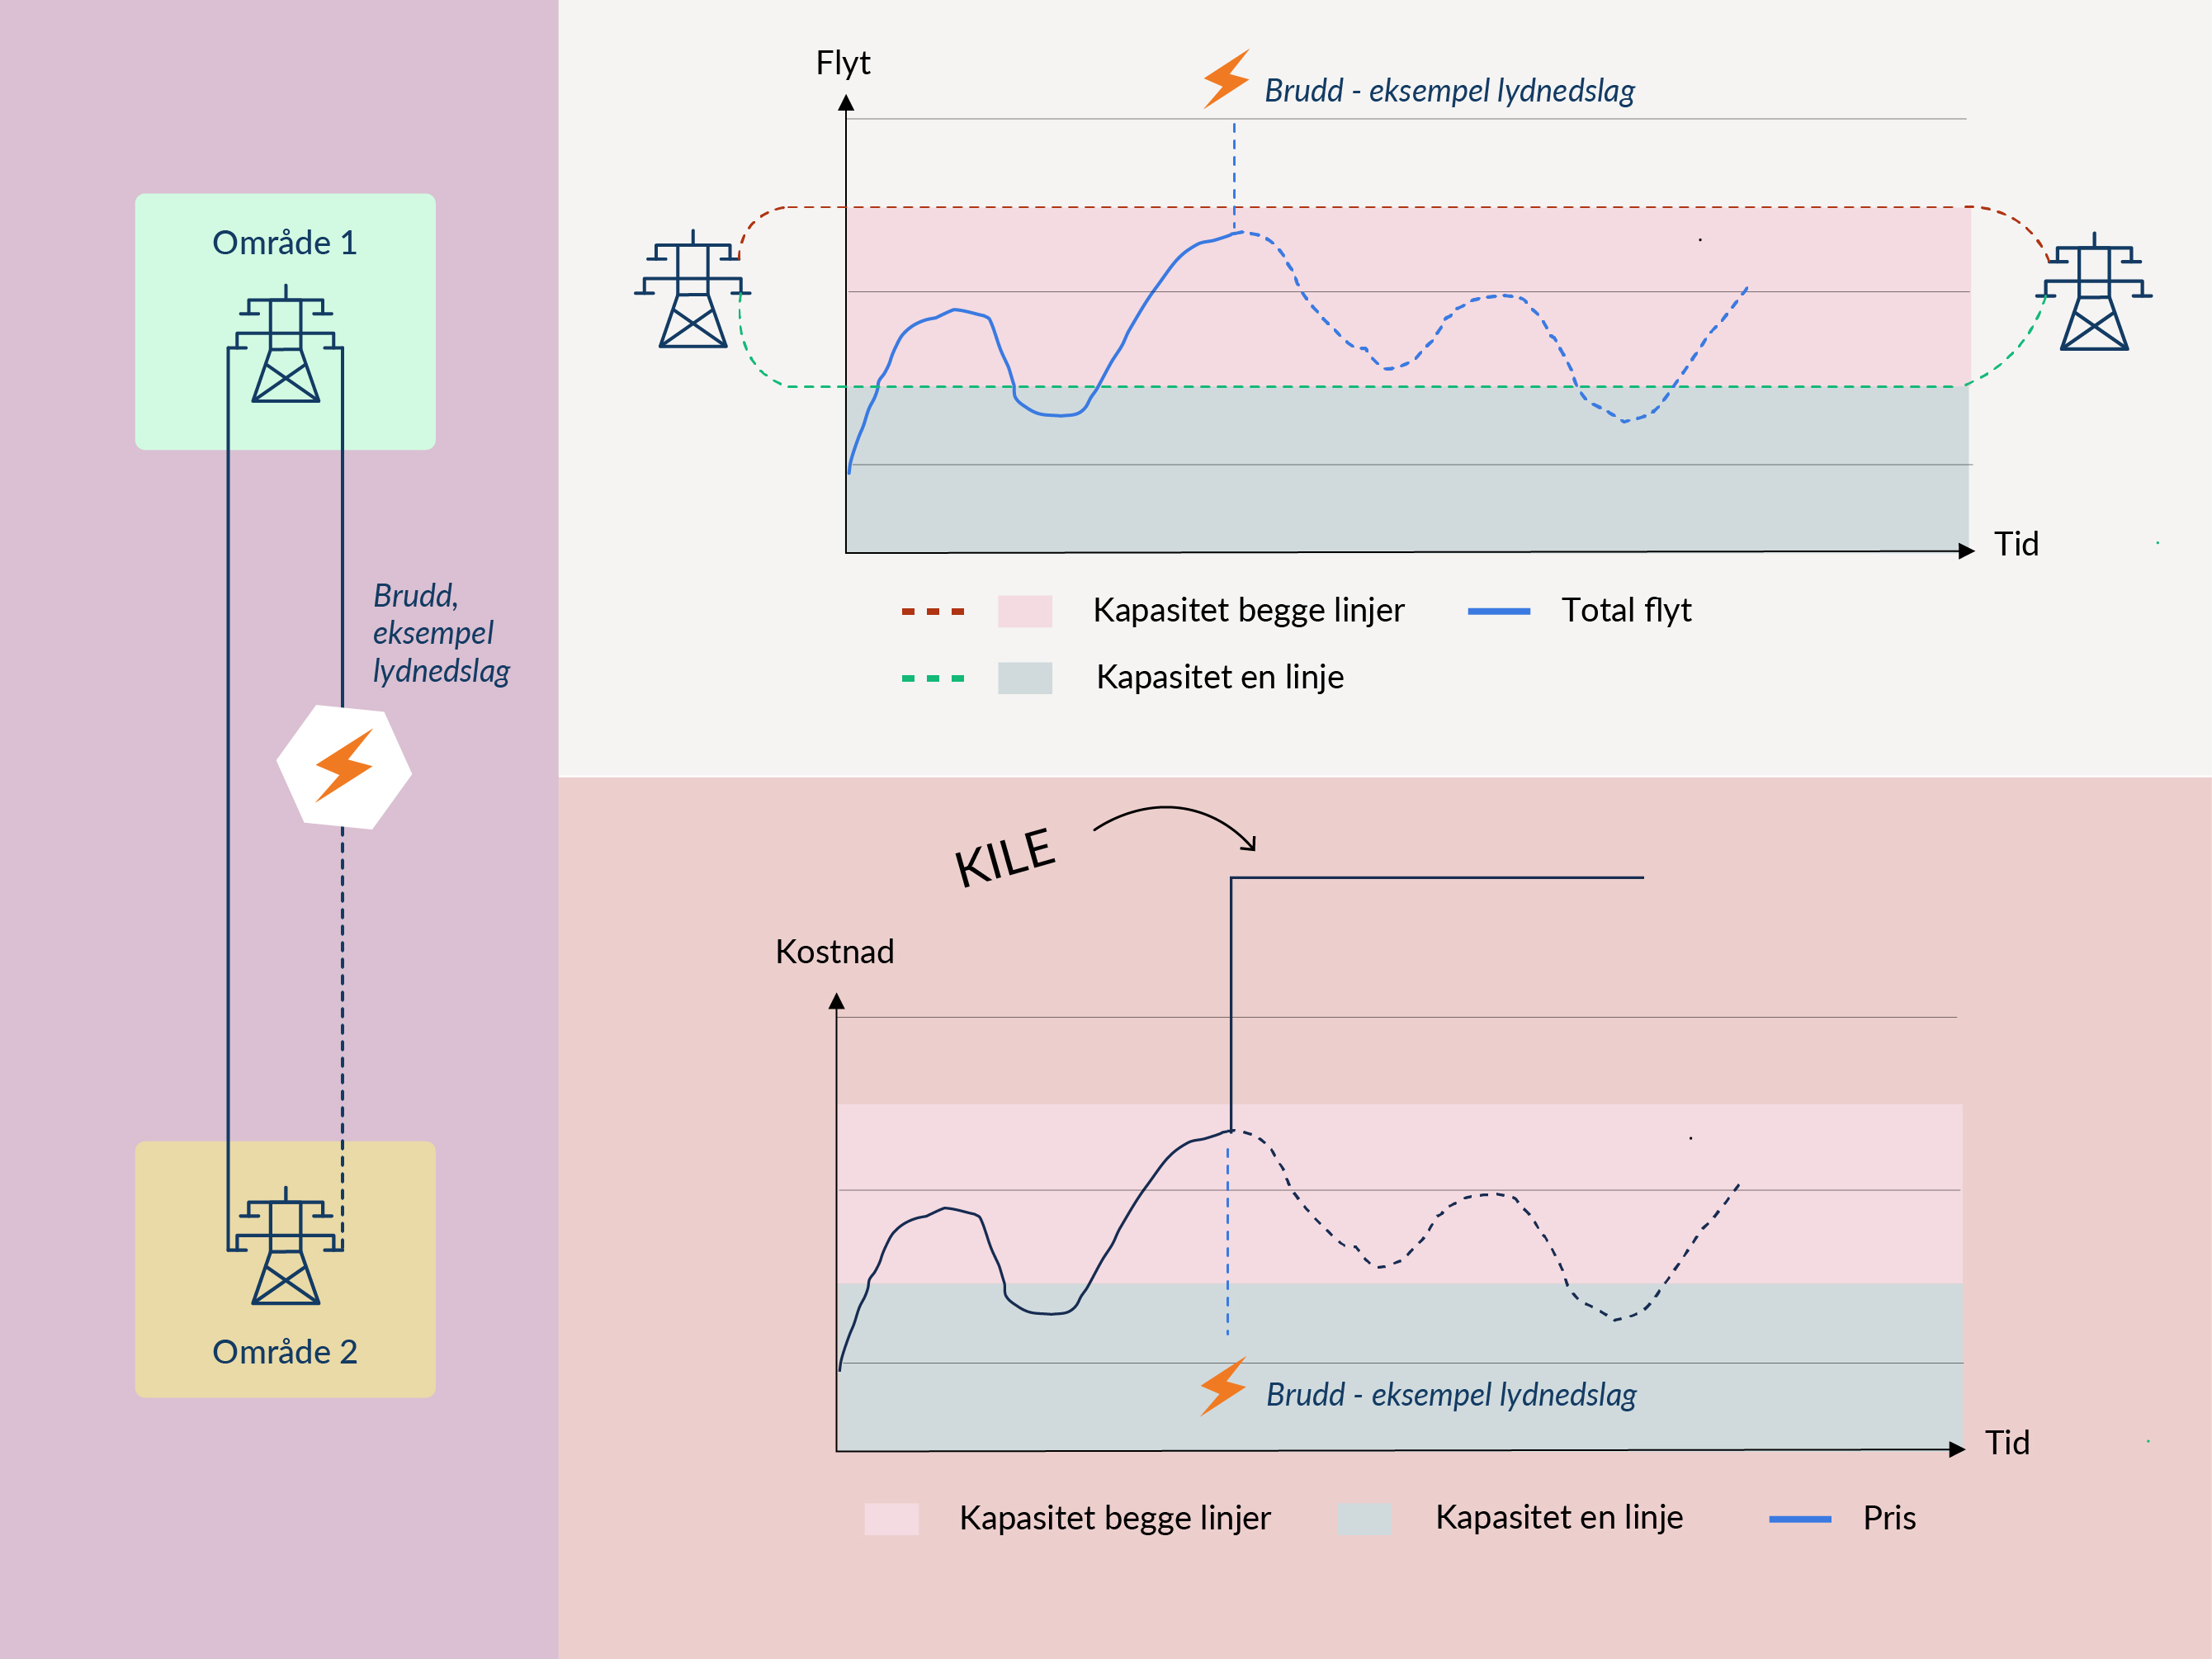 Område 1
Brudd,
eksempel
lydnedslag
Område 2
Flyt
Brudd - eksempel lydnedslag
Tid
Kapasitet begge linjer
Total flyt
Kapasitet en linje
KILE
Kostnad
Brudd - eksempel lydnedslag
Tid
Kapasitet begge linjer
Kapasitet en linje
Pris